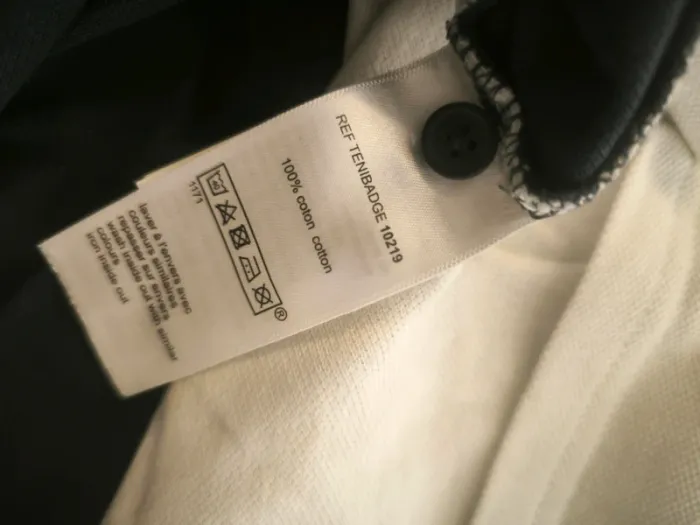 REF TENIBADGE 10219
100% coton cotton
®
1171
laver à l'envers avec
couleurs similaires
repasser sur envers
wash inside out with similar
colours
iron inside out